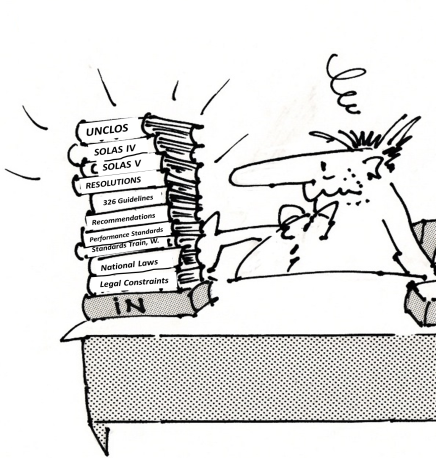 UNCLOS
SOLAS IV
SOLAS V
RESOLUTIONS
326 Guidelines
Recommendations
Performance Standards
Standards Train, W.
National Laws
Legal Constraints
iN